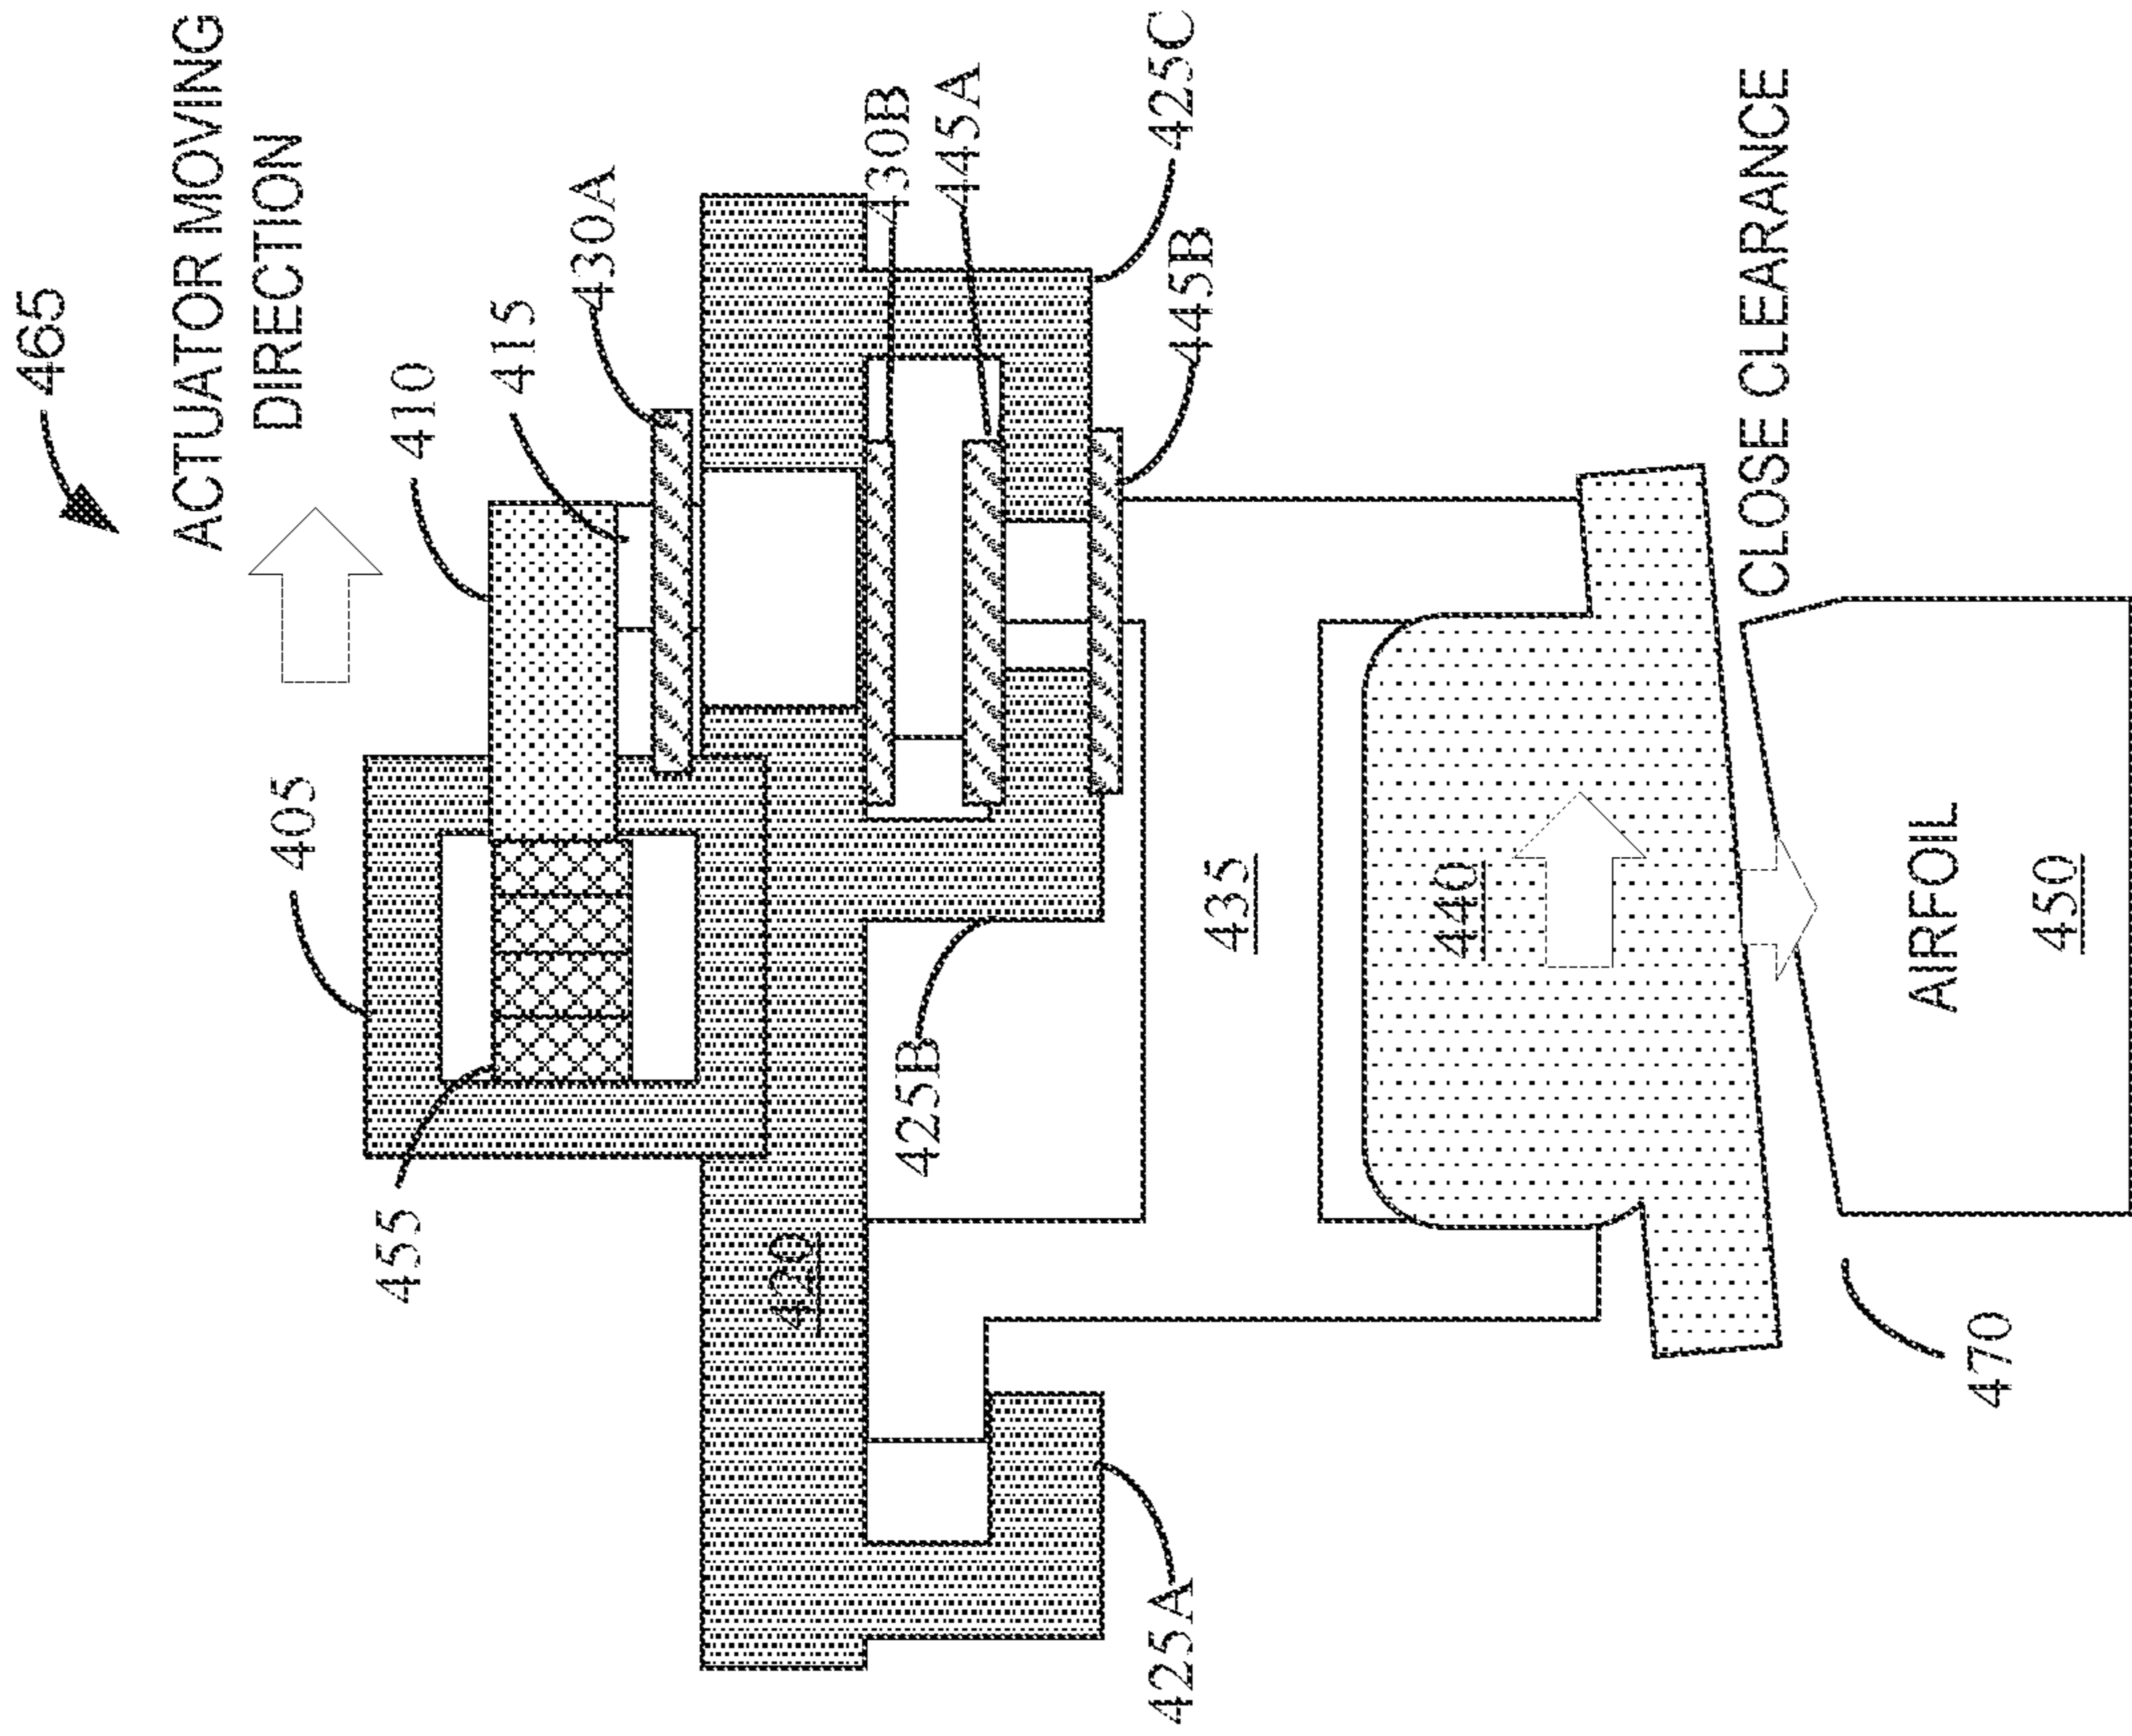 465
ACTUATOR MOVING
DIRECTION
410
415
430A
430B
445A
425C
445B
405
455
420
425B
425A
435
440
CLOSE CLEARANCE
AIRFOIL
450
470